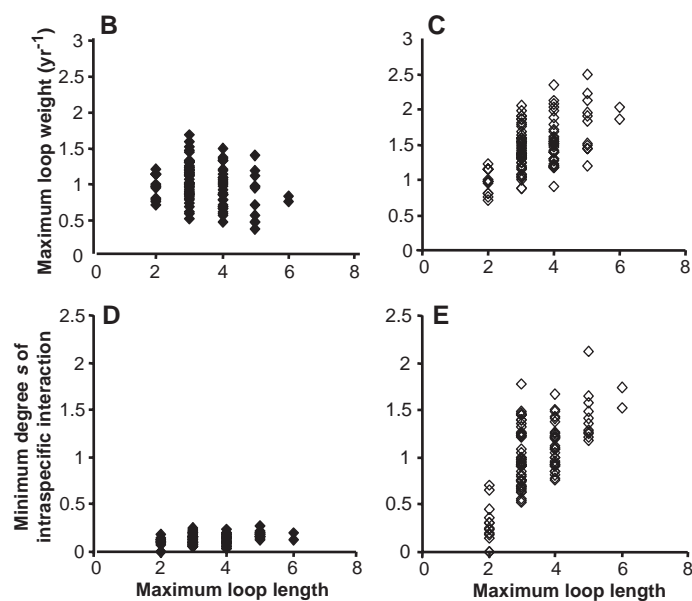 B
Maximum loop weight (yr-1)
3
2.5
2
1.5
1
0.5
0
0 2 4 6 8
C
3
2.5
2
1.5
1
0.5
0
0 2 4 6 8
D
Minimum degree s of
intraspecific interaction
2.5
2
1.5
1
0.5
0
0 2 4 6 8
Maximum loop length
E
2.5
2
1.5
1
0.5
0
0 2 4 6 8
Maximum loop length